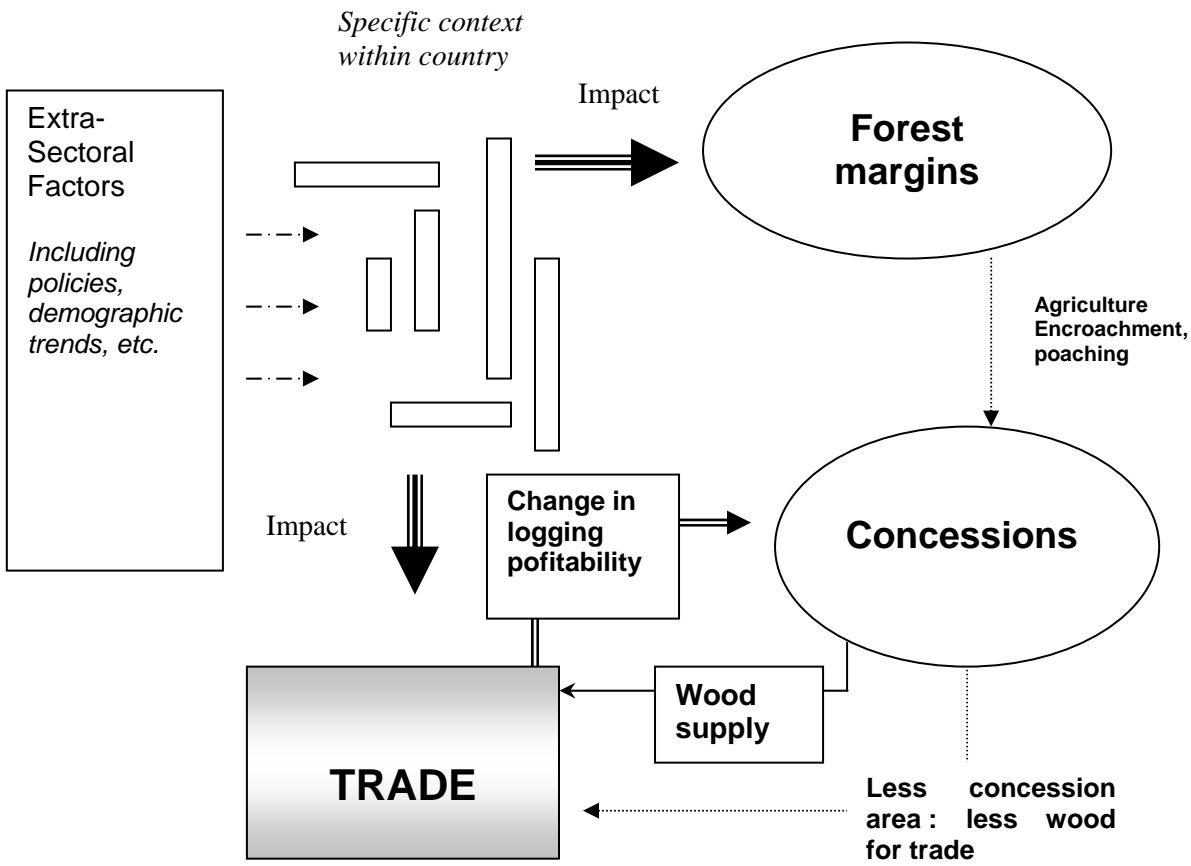 Specific context
within country
Impact
Extra-
Sectoral
Factors
Including
policies,
demographic
trends, etc.
Forest
margins
Agriculture
Encroachment,
poaching
Impact
Change in
logging
pofitability
Concessions
Wood
supply
TRADE
Less concession
area : less wood
for trade